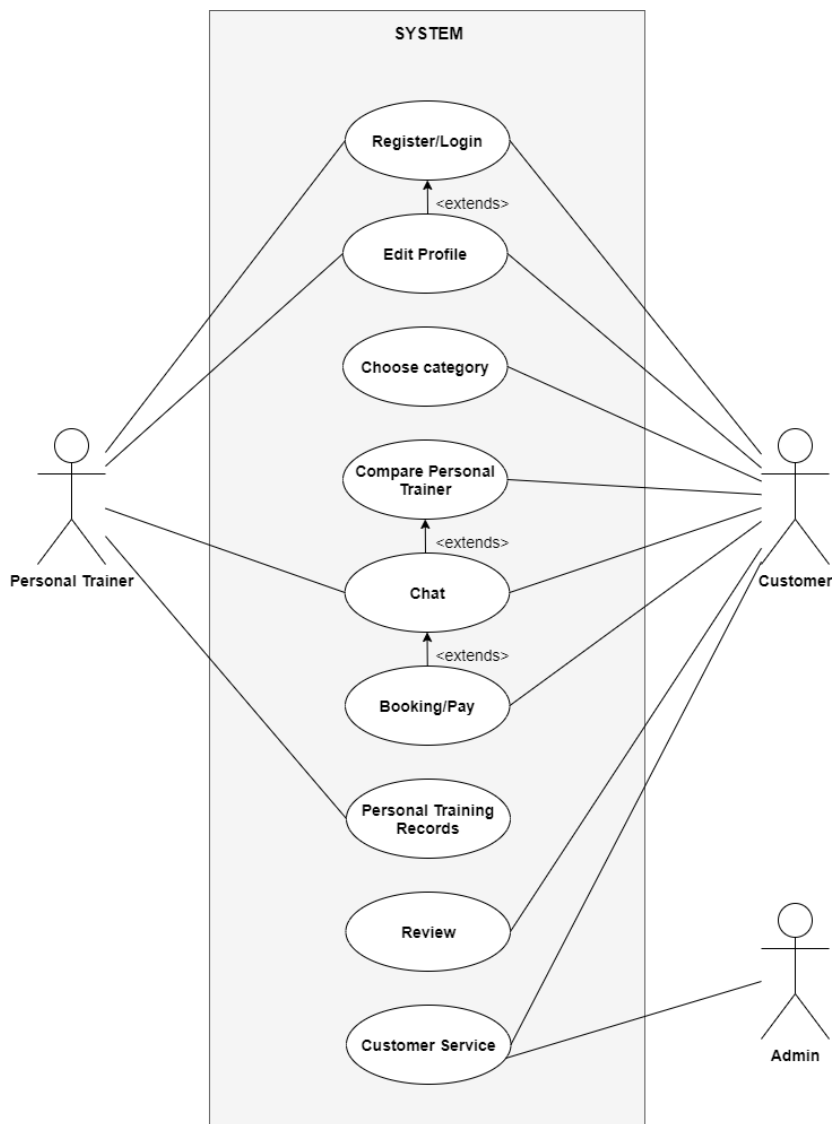 SYSTEM
Register/Login
<extends>
Edit Profile
Choose category
Compare Personal
Trainer
<extends>
Personal Trainer
Customer
Chat
<extends>
Booking/Pay
Personal Training
Records
Review
Customer Service
Admin